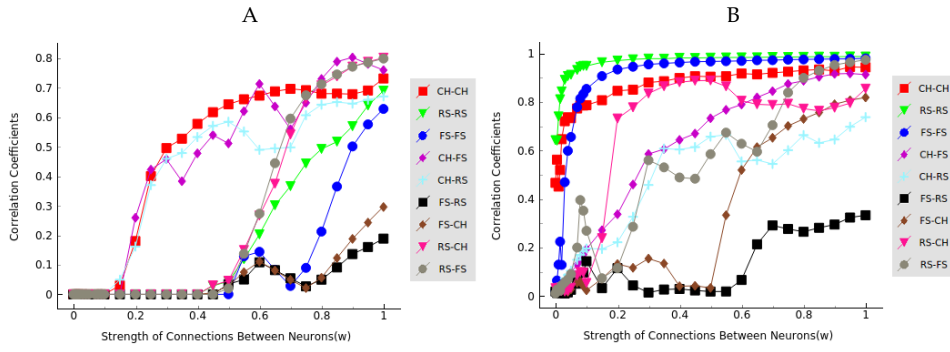 A
B
0.8
0.7
0.6
0.5
0.4
0.3
0.2
0.1
0
0
0.2
0.4
0.6
0.8
1
Correlation Coefficients
Strength of Connections Between Neurons(w)
CH-CH
RS-RS
FS-FS
CH-FS
CH-RS
FS-RS
FS-CH
RS-CH
RS-FS
1
0.8
0.6
0.4
0.2
0
0
0.2
0.4
0.6
0.8
1
Correlation Coefficients
Strength of Connections Between Neurons(w)
CH-CH
RS-RS
FS-FS
CH-FS
CH-RS
FS-RS
FS-CH
RS-CH
RS-FS